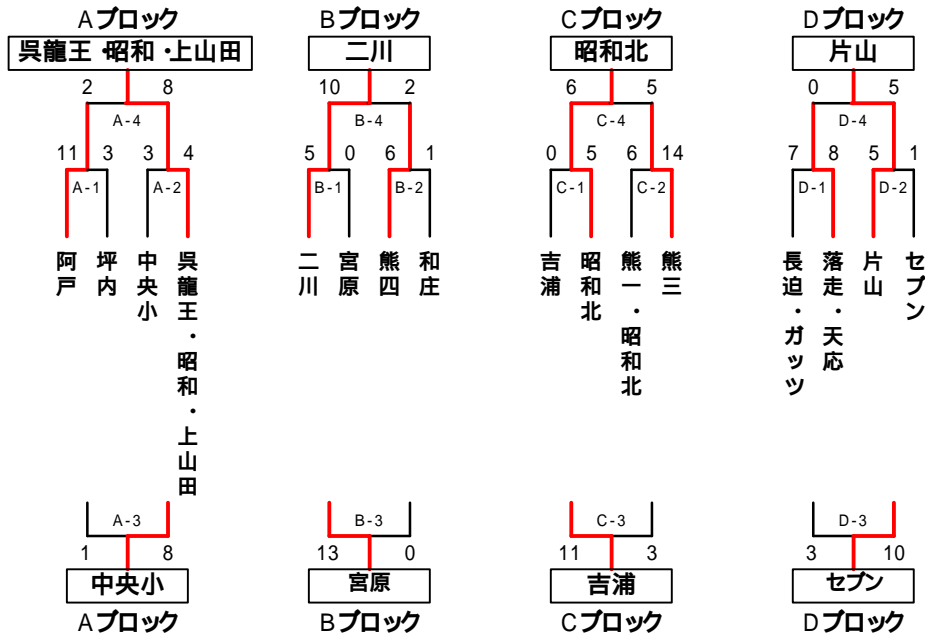 Aブロック Bブロック Cブロック Dブロック
呉龍王・昭和・上山田 二川 昭和北 片山
2 8 10 2 6 5 0 5
A-4 B-4 C-4 D-4
11 3 3 4 5 0 6 1 0 5 6 14 7 8 5 1
A-1 A-2 B-1 B-2 C-1 C-2 D-1 D-2
阿戸
坪内
中央小
呉龍王・昭和・上山田
二川
宮原
熊四
和庄
吉浦
昭和北
熊一・昭和北
熊三
長迫・ガッツ
落走・天応
片山
セブン
A-3 B-3 C-3 D-3
1 8 13 0 11 3 3 10
中央小 宮原 吉浦 セブン
Aブロック Bブロック Cブロック Dブロック